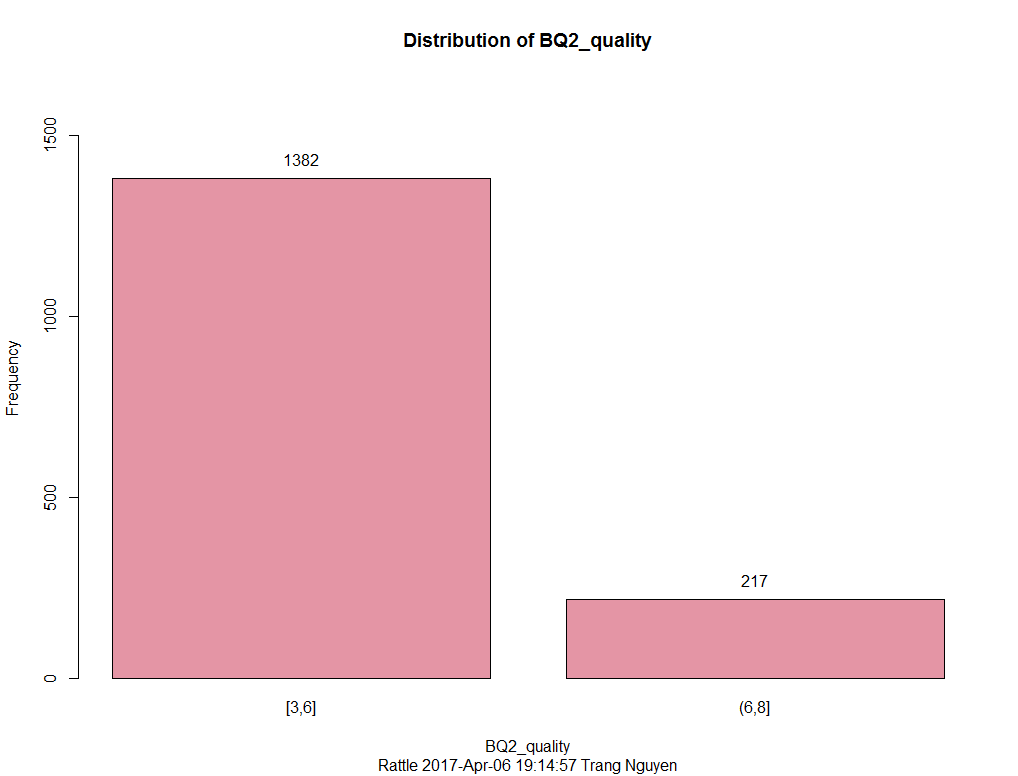 Distribution of BQ2_quality
1500
1000
500
0
Frequency
1382
217
[3,6]
(6,8]
BQ2_quality
Rattle 2017-Apr-06 19:14:57 Trang Nguyen